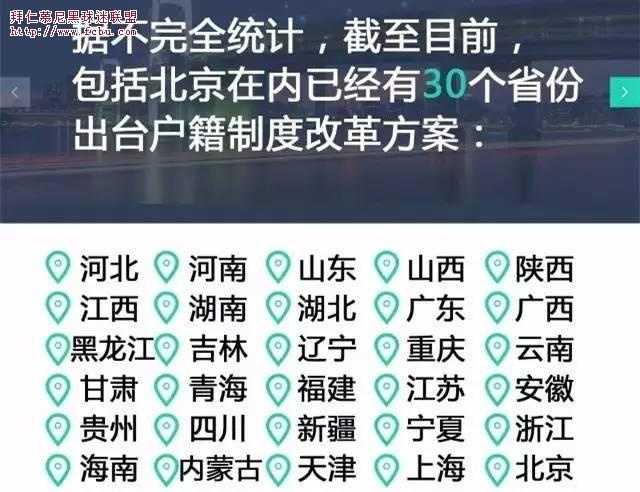 拜仁慕尼黑球迷联盟
http://www.fcbu.com
据不完全统计，截至目前，
包括北京在内已经有30个省份
出台户籍制度改革方案：
河北 河南 山东 山西 陕西
江西 湖南 湖北 广东 广西
黑龙江 吉林 辽宁 重庆 云南
甘肃 青海 福建 江苏 安徽
贵州 四川 新疆 宁夏 浙江
海南 内蒙古 天津 上海 北京